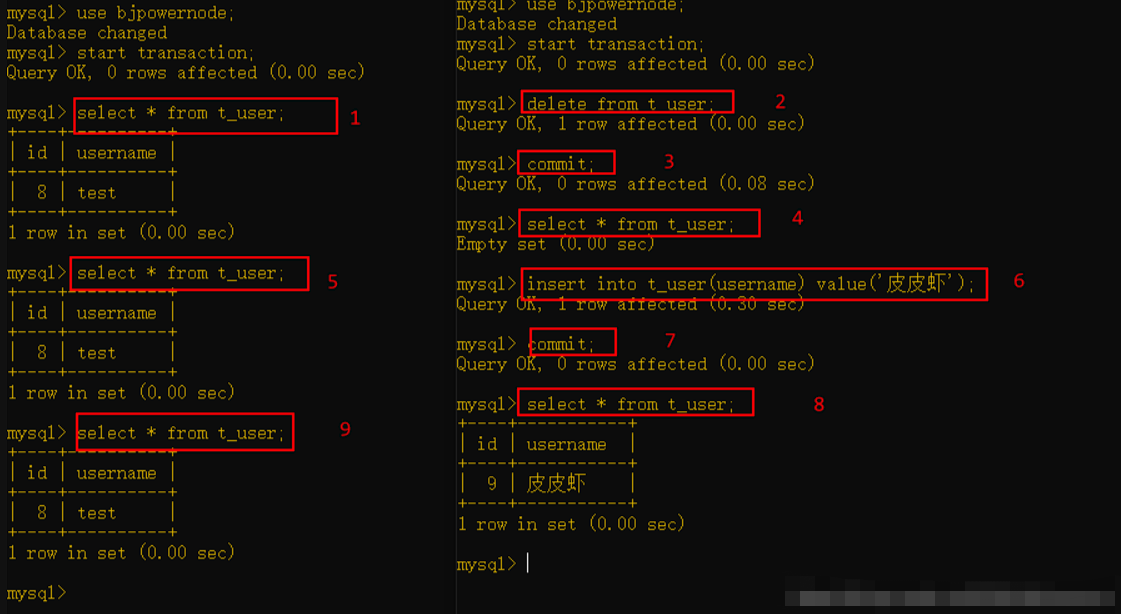 mysql> use bjpowernode;
Database changed
mysql> start transaction;
Query OK, 0 rows affected (0.00 sec)
mysql> select * from t_user;
1
+----+----------+
| id | username |
+----+----------+
| 8 | test |
+----+----------+
1 row in set (0.00 sec)
mysql> select * from t_user;
5
+----+----------+
| id | username |
+----+----------+
| 8 | test |
+----+----------+
1 row in set (0.00 sec)
mysql> select * from t_user;
9
+----+----------+
| id | username |
+----+----------+
| 8 | test |
+----+----------+
1 row in set (0.00 sec)
mysql>
mysql> use bjpowernode;
Database changed
mysql> start transaction;
Query OK, 0 rows affected (0.00 sec)
mysql> delete from t_user;
2
Query OK, 1 row affected (0.00 sec)
mysql> commit;
3
Query OK, 0 rows affected (0.08 sec)
mysql> select * from t_user;
4
Empty set (0.00 sec)
mysql> insert into t_user(username) value('皮皮虾');
6
Query OK, 1 row affected (0.30 sec)
mysql> commit;
7
Query OK, 0 rows affected (0.00 sec)
mysql> select * from t_user;
8
+----+----------+
| id | username |
+----+----------+
| 9 | 皮皮虾 |
+----+----------+
1 row in set (0.00 sec)
mysql>